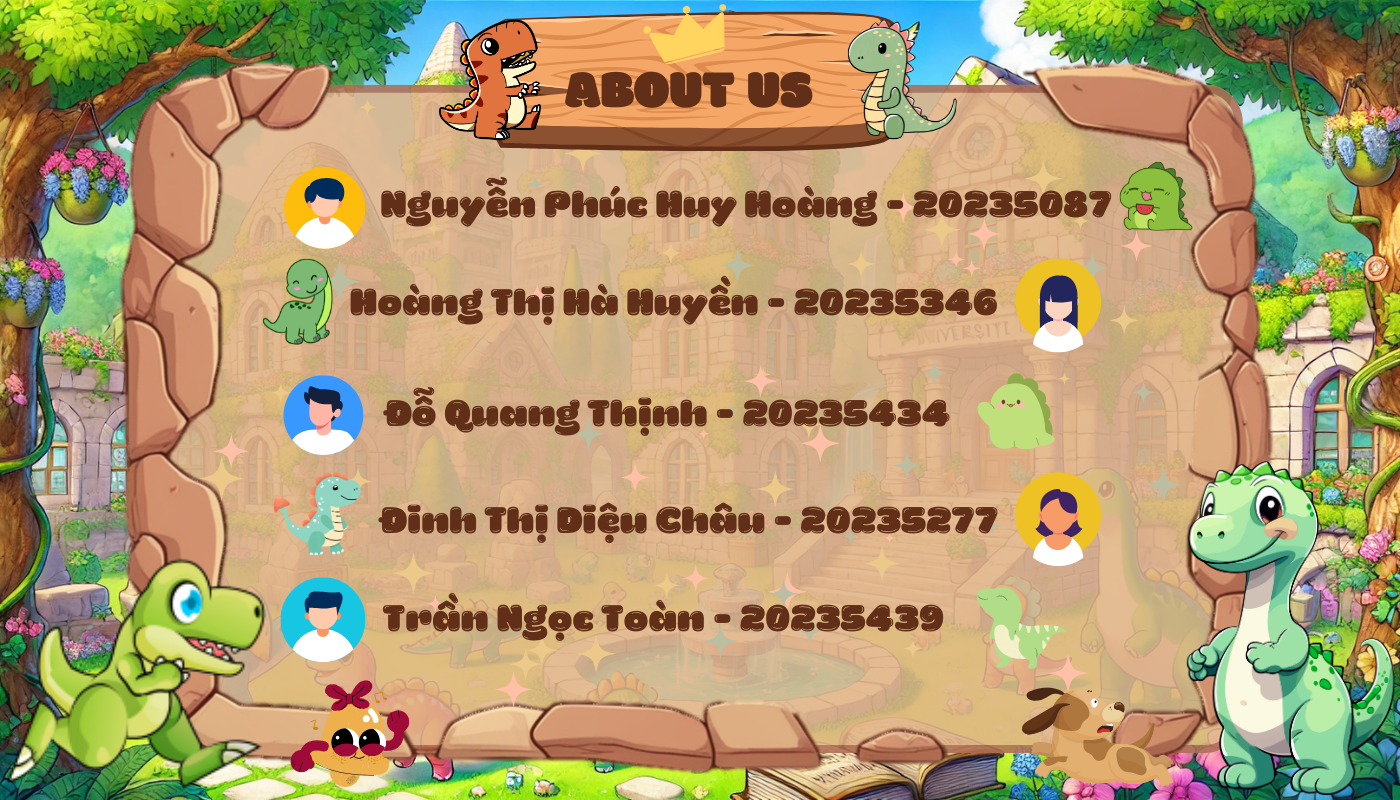 ABOUT US
Nguyễn Phúc Huy Hoàng - 20235087
Hoàng Thị Hà Huyền - 20235346
UNIVERSITI
Đỗ Quang Thịnh - 20235434
Đinh Thị Diệu Châu - 20235277
Trần Ngọc Toàn - 20235439